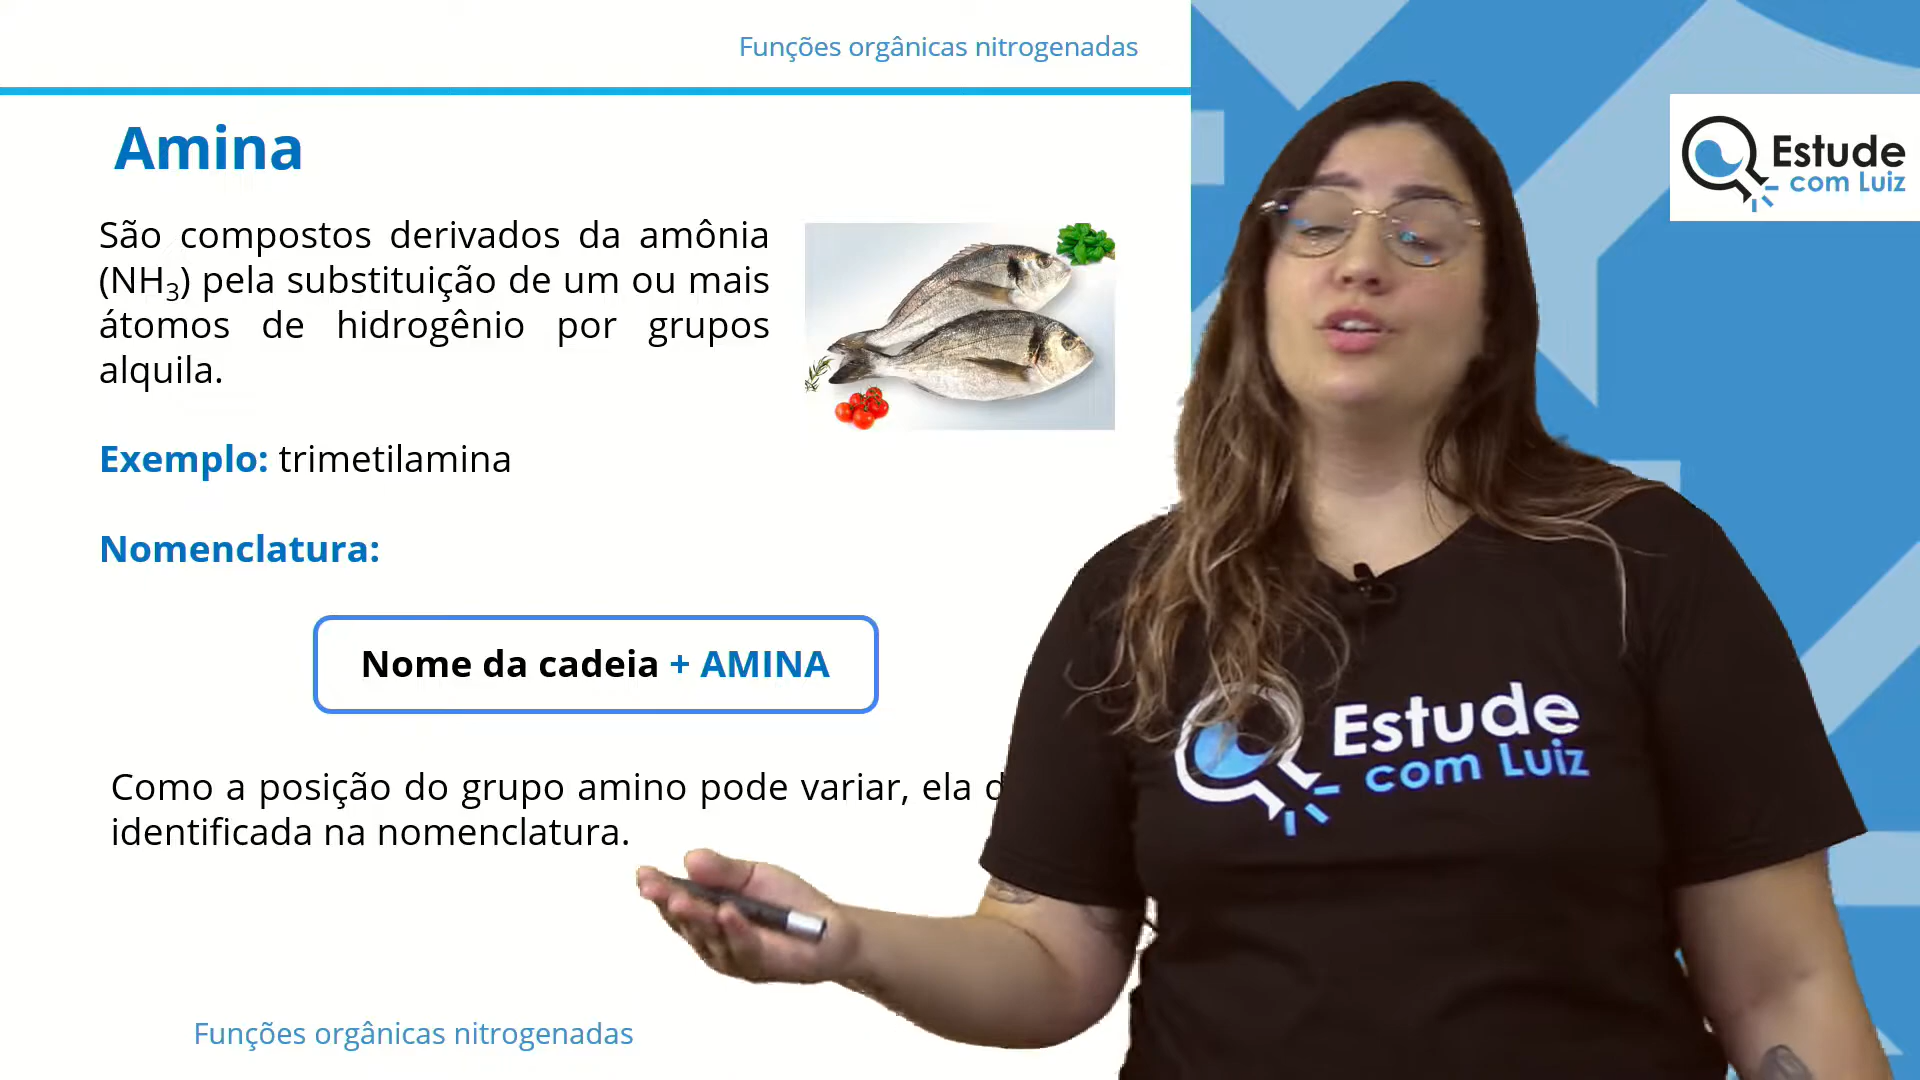 Funções orgânicas nitrogenadas
Amina
São compostos derivados da amônia
(NH₃) pela substituição de um ou mais
átomos de hidrogênio por grupos
alquila.
Exemplo: trimetilamina
Nomenclatura:
Nome da cadeia + AMINA
Como a posição do grupo amino pode variar, ela
identificada na nomenclatura.
Funções orgânicas nitrogenadas
Estude
com Luiz
Estude
com Luiz